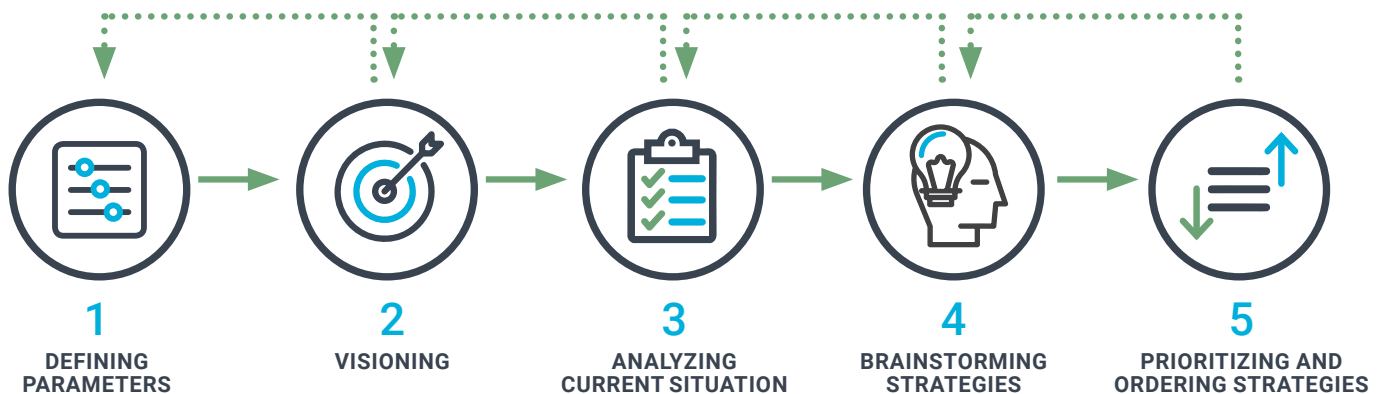 1
DEFINING
PARAMETERS
2
VISIONING
3
ANALYZING
CURRENT SITUATION
4
BRAINSTORMING
STRATEGIES
5
PRIORITIZING AND
ORDERING STRATEGIES